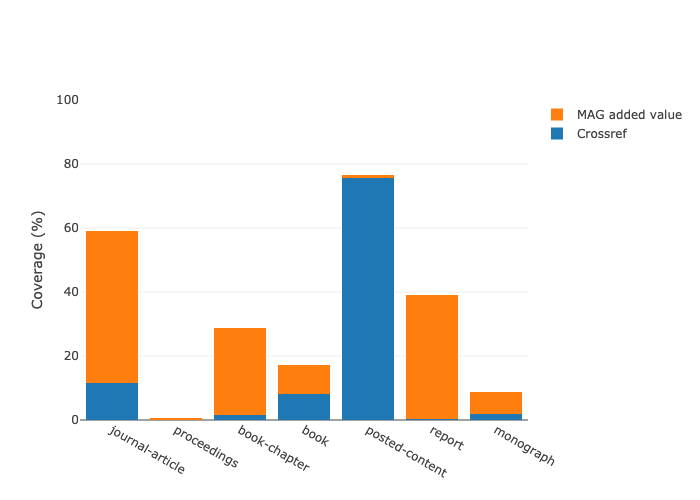 100
80
60
40
20
0
Coverage (%)
journal-article
proceedings
book-chapter
book
posted-content
report
monograph
MAG added value
Crossref